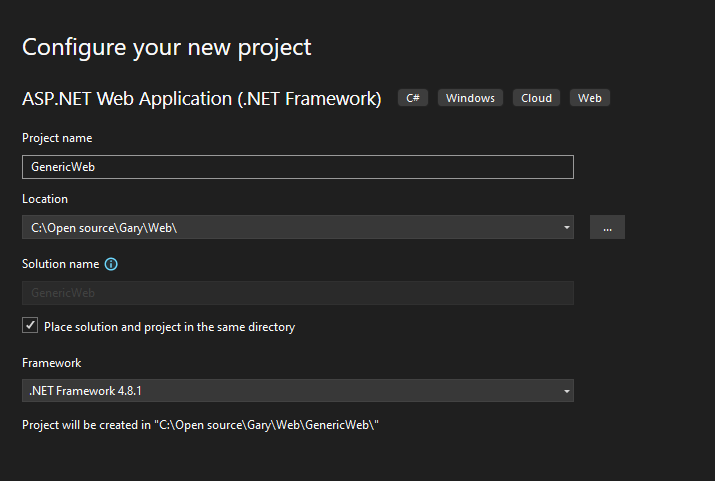 Configure your new project
ASP.NET Web Application (.NET Framework) C# Windows Cloud Web
Project name
GenericWeb
Location
C:\Open source\Gary\Web\
...
Solution name
GenericWeb
Place solution and project in the same directory
Framework
.NET Framework 4.8.1
Project will be created in "C:\Open source\Gary\Web\GenericWeb\"